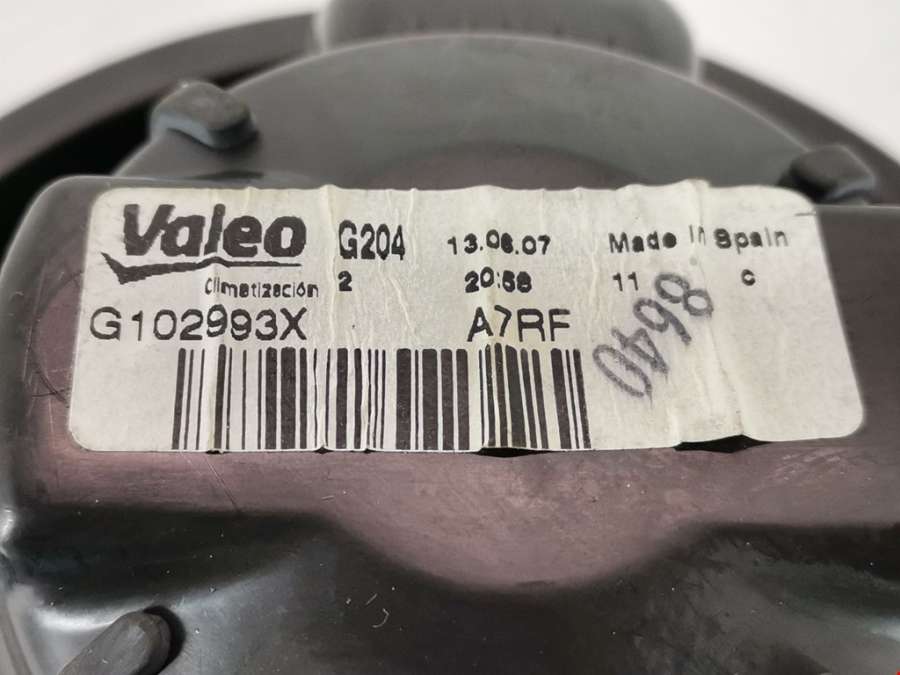 Valeo G204 13.06.07 Made in Spain
Climatización 2 20:58 11 C
G102993X A7RF
8640